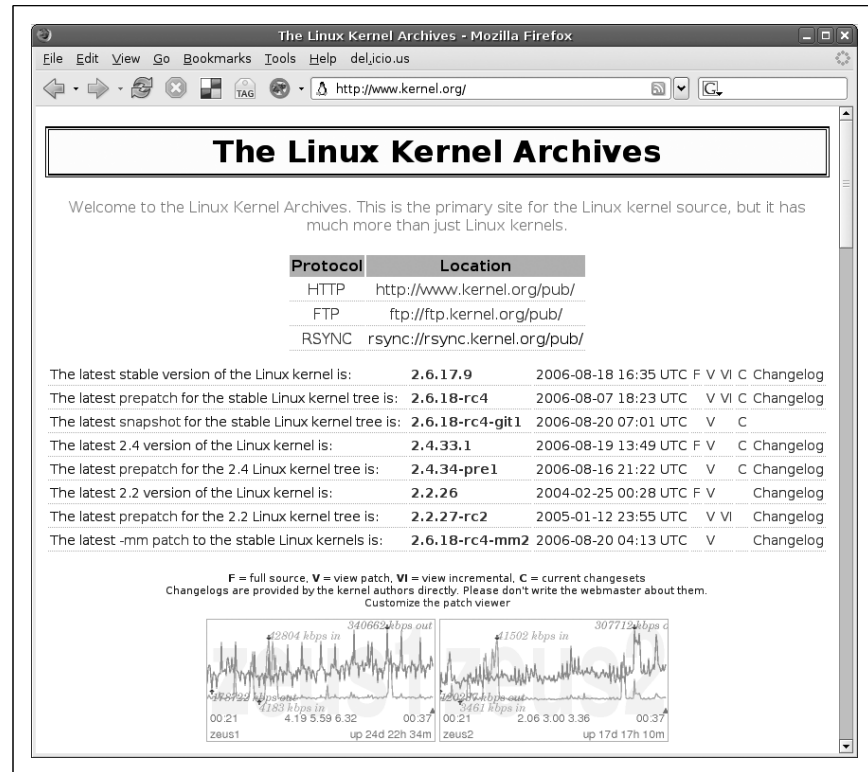 The Linux Kernel Archives - Mozilla Firefox
File Edit View Go Bookmarks Tools Help del.icio.us
TAG http://www.kernel.org/ G
The Linux Kernel Archives
Welcome to the Linux Kernel Archives. This is the primary site for the Linux kernel source, but it has
much more than just Linux kernels.
Protocol Location
HTTP http://www.kernel.org/pub/
FTP ftp://ftp.kernel.org/pub/
RSYNC rsync://rsync.kernel.org/pub/
The latest stable version of the Linux kernel is: 2.6.17.9 2006-08-18 16:35 UTC F V VI C Changelog
The latest prepatch for the stable Linux kernel tree is: 2.6.18-rc4 2006-08-07 18:23 UTC V VI C Changelog
The latest snapshot for the stable Linux kernel tree is: 2.6.18-rc4-git1 2006-08-20 07:01 UTC V C
The latest 2.4 version of the Linux kernel is: 2.4.33.1 2006-08-19 13:49 UTC F V C Changelog
The latest prepatch for the 2.4 Linux kernel tree is: 2.4.34-pre1 2006-08-16 21:22 UTC V C Changelog
The latest 2.2 version of the Linux kernel is: 2.2.26 2004-02-25 00:28 UTC F V Changelog
The latest prepatch for the 2.2 Linux kernel tree is: 2.2.27-rc2 2005-01-12 23:55 UTC V VI Changelog
The latest -mm patch to the stable Linux kernels is: 2.6.18-rc4-mm2 2006-08-20 04:13 UTC V Changelog
F = full source, V = view patch, VI = view incremental, C = current changesets
Changelogs are provided by the kernel authors directly. Please don't write the webmaster about them.
Customize the patch viewer
340662 kbps out 307712 kbps o
42804 kbps in 41502 kbps in
zeus1 zeus2
178722 kbps out 120287 kbps out
4183 kbps in 3461 kbps in
00:21 4.19 5.59 6.32 00:37 00:21 2.06 3.00 3.36 00:37
zeus1 up 24d 22h 34m zeus2 up 17d 17h 10m